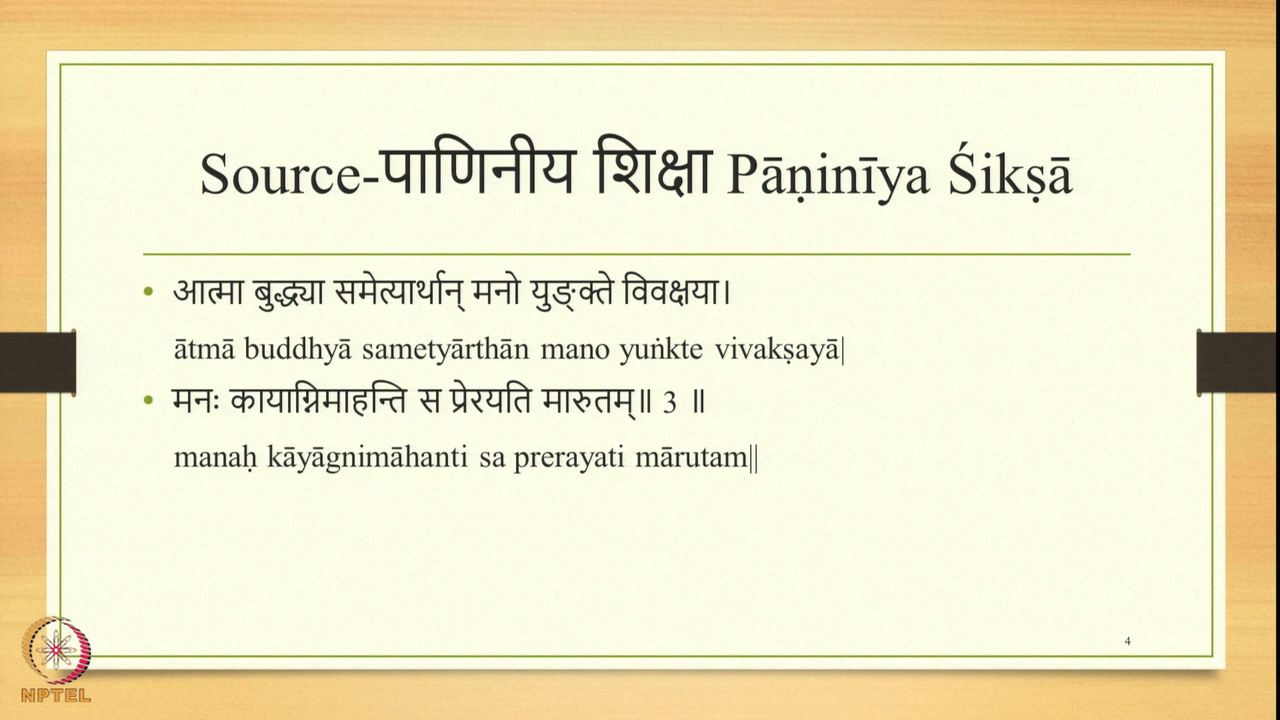 Source-पाणिनीय शिक्षा Pāṇinīya Śikṣā
• आत्मा बुद्ध्या समेत्यार्थान् मनो युङ्क्ते विवक्षया।
ātmā buddhyā sametyārthān mano yuṅkte vivakṣayā|
• मनः कायाग्निमाहन्ति स प्रेरयति मारुतम्॥ 3 ॥
manaḥ kāyāgnimāhanti sa prerayati mārutam||
4
NPTEL